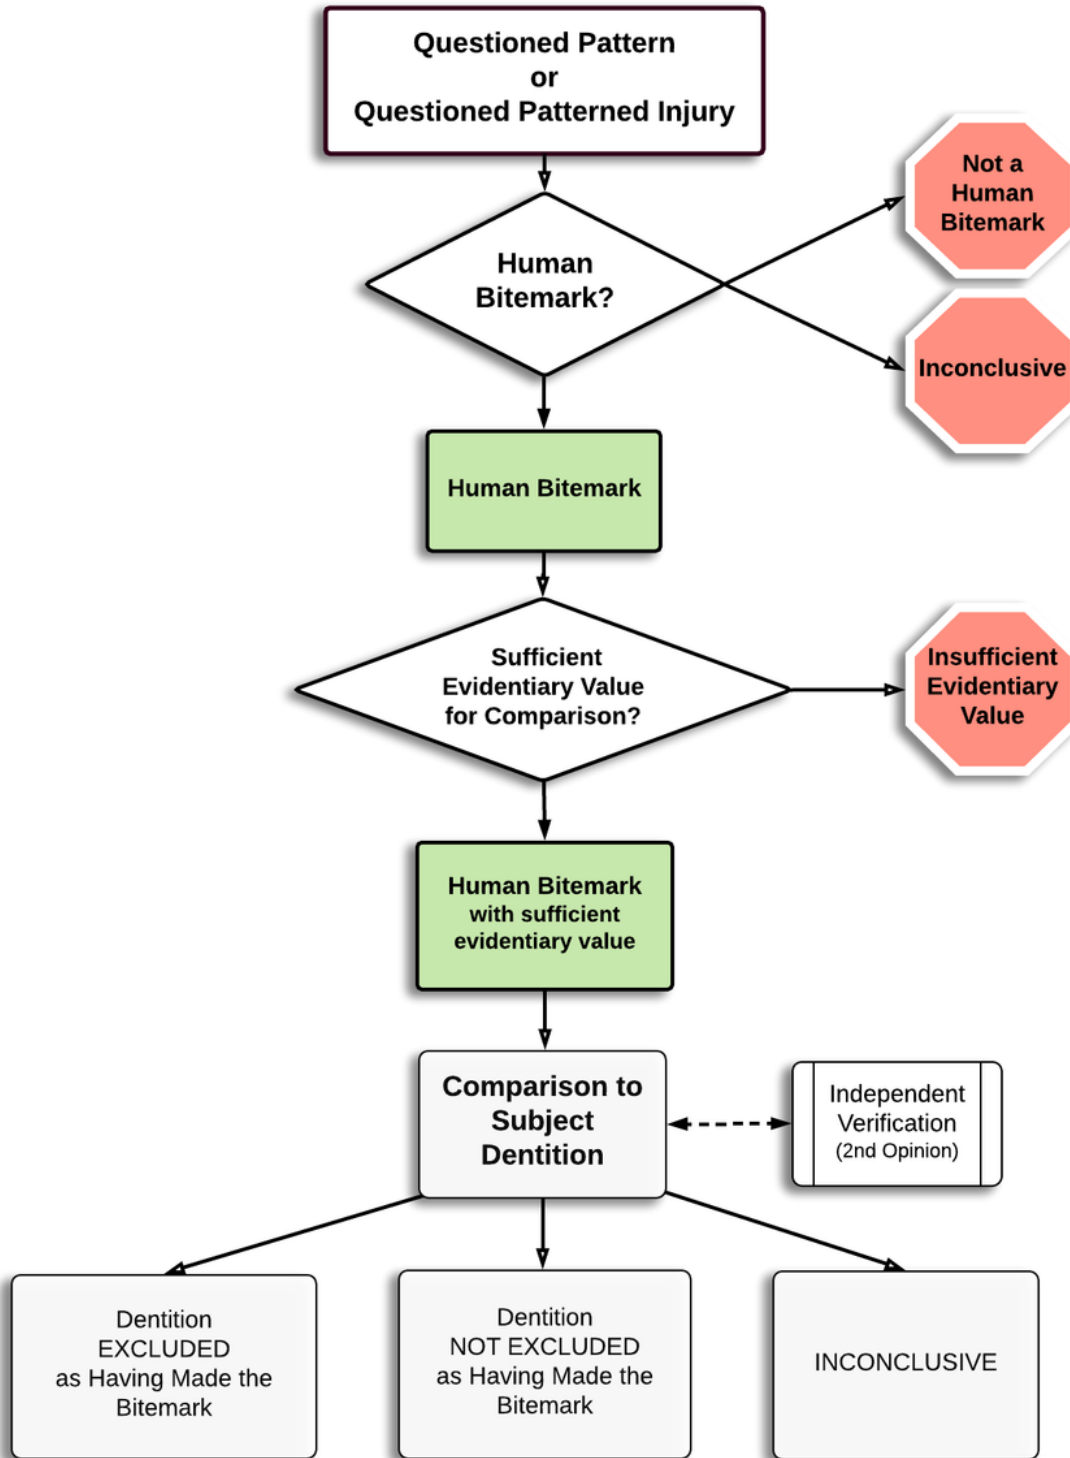 Questioned Pattern
or
Questioned Patterned Injury
Not a
Human
Bitemark
Human
Bitemark?
Inconclusive
Human Bitemark
Sufficient
Evidentiary Value
for Comparison?
Insufficient
Evidentiary
Value
Human Bitemark
with sufficient
evidentiary value
Comparison to
Subject
Dentition
Independent
Verification
(2nd Opinion)
Dentition
EXCLUDED
as Having Made the
Bitemark
Dentition
NOT EXCLUDED
as Having Made the
Bitemark
INCONCLUSIVE